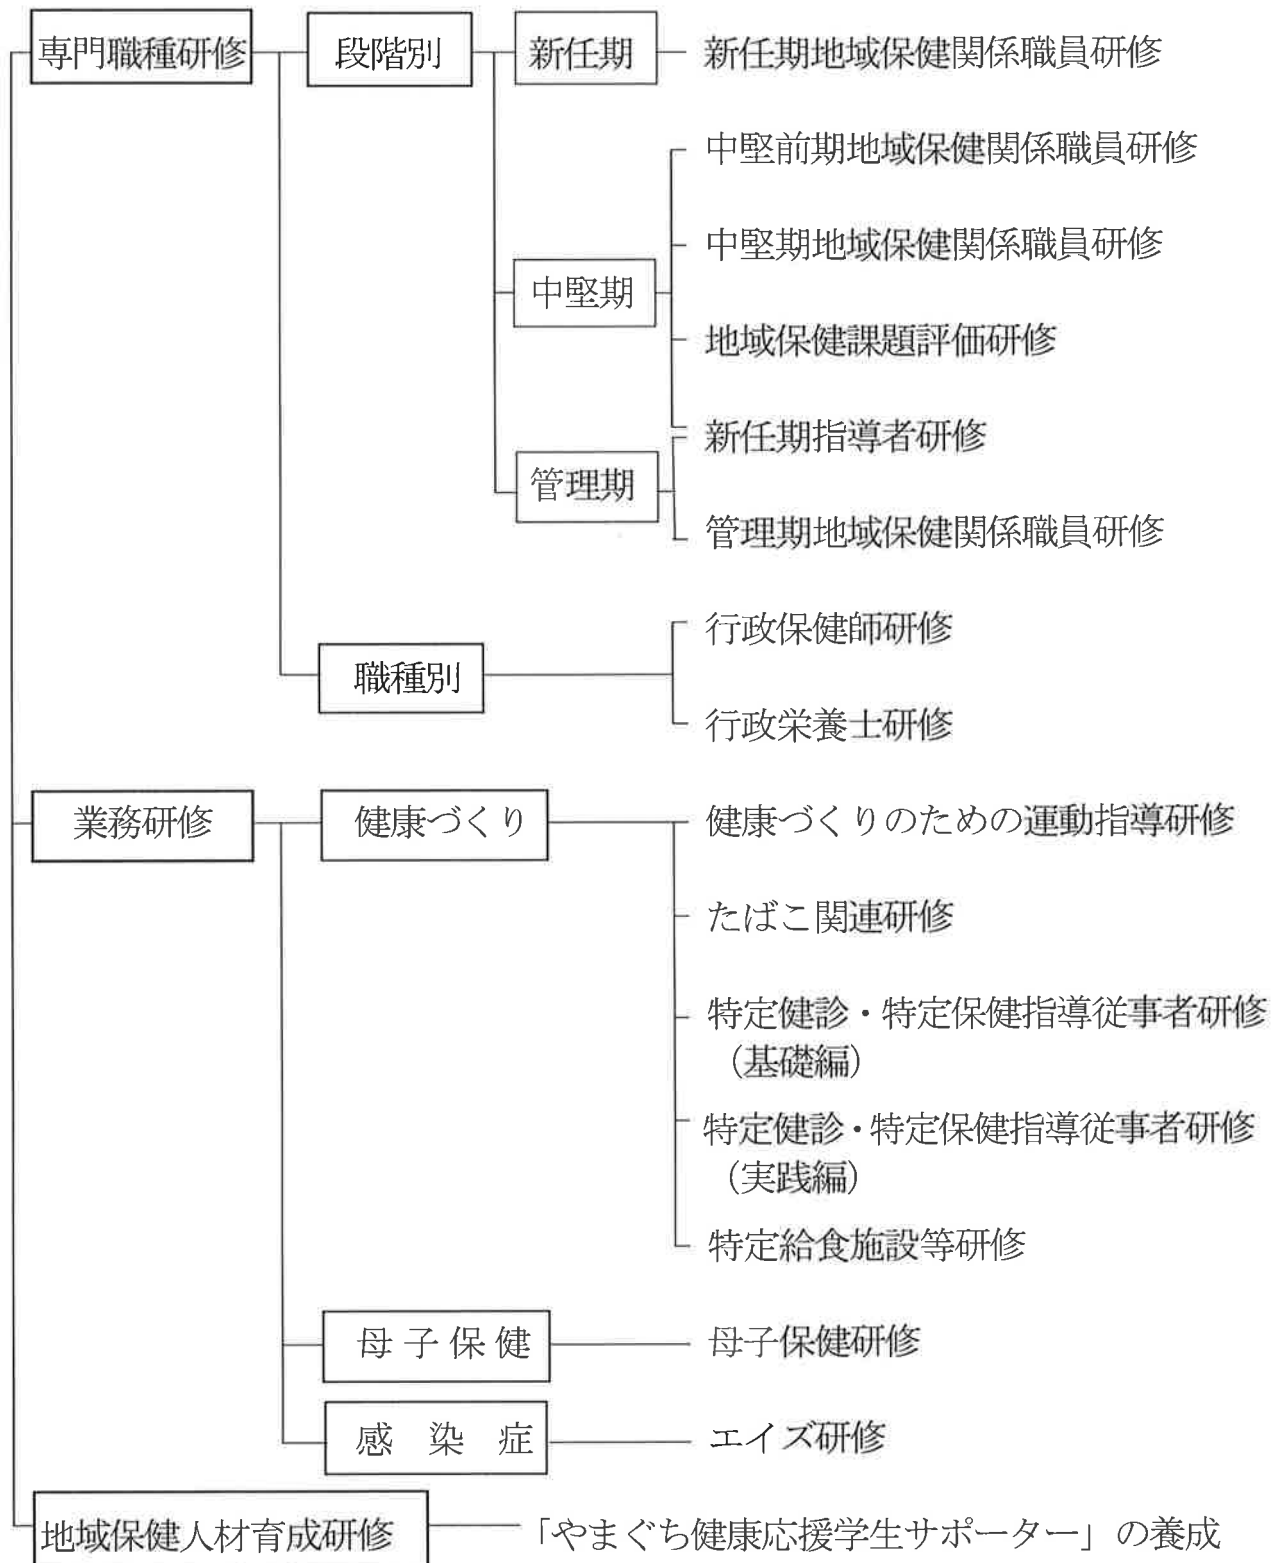 専門職種研修 段階別 新任期 新任期地域保健関係職員研修
中堅前期地域保健関係職員研修
中堅期地域保健関係職員研修
中堅期
地域保健課題評価研修
新任期指導者研修
管理期
管理期地域保健関係職員研修
行政保健師研修
職種別
行政栄養士研修
業務研修 健康づくり 健康づくりのための運動指導研修
たばこ関連研修
特定健診・特定保健指導従事者研修
（基礎編）
特定健診・特定保健指導従事者研修
（実践編）
特定給食施設等研修
母子保健 母子保健研修
感染症 エイズ研修
地域保健人材育成研修 「やまぐち健康応援学生サポーター」の養成